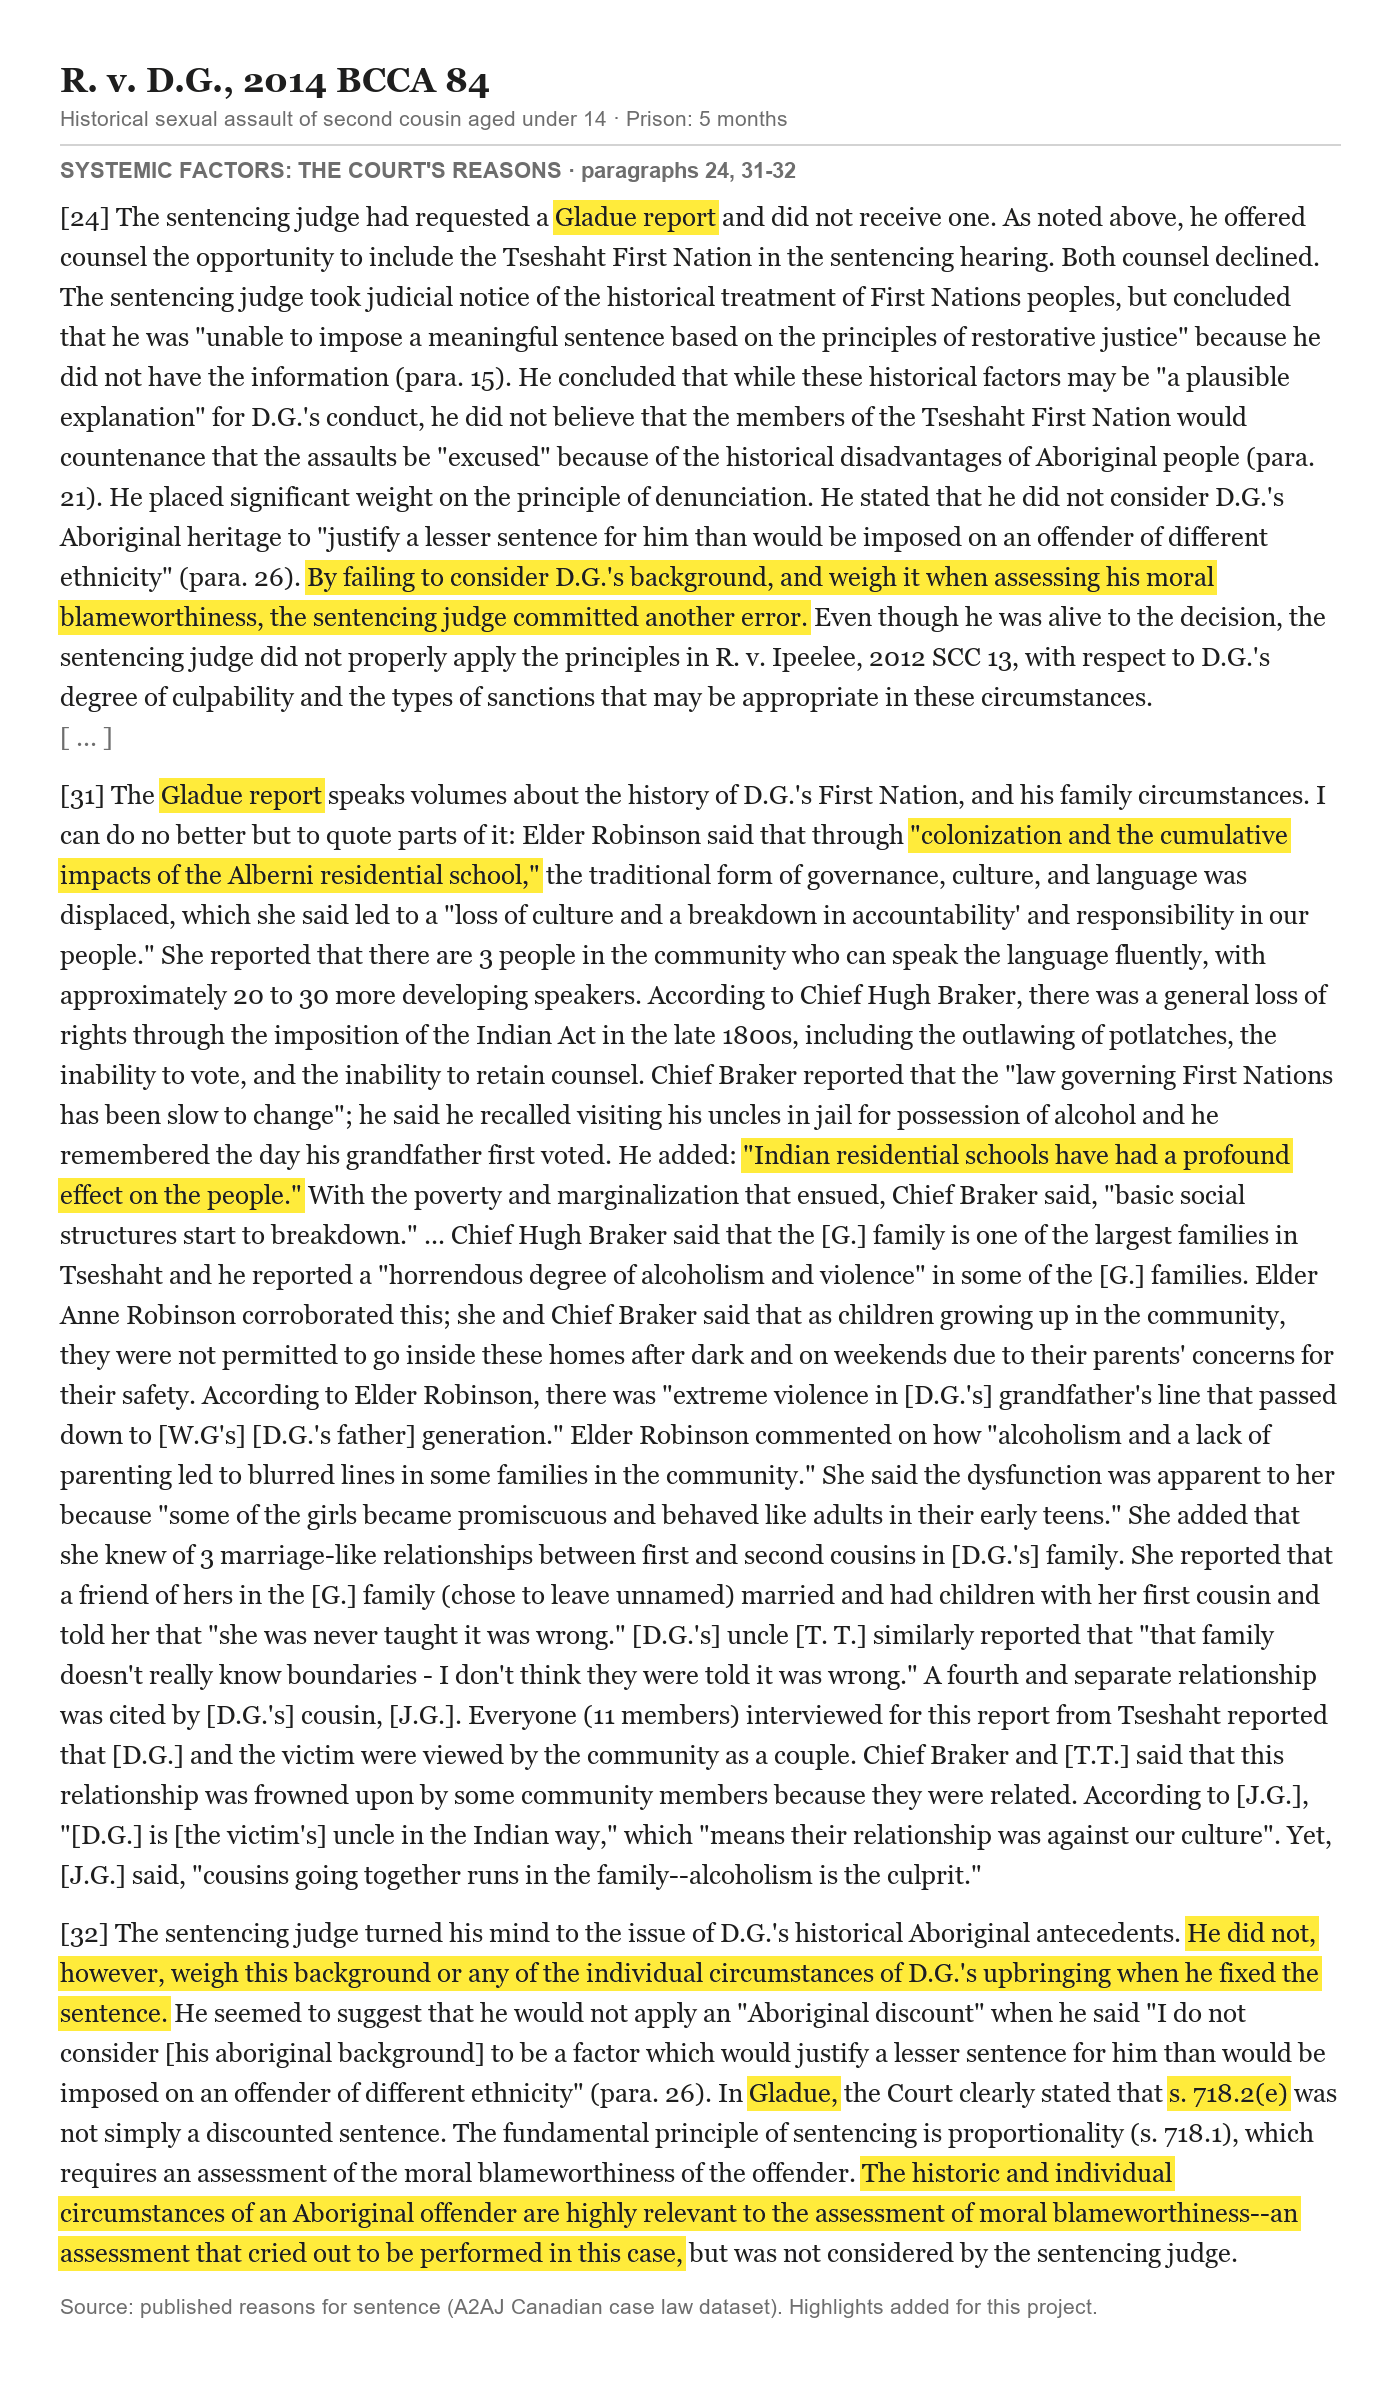 R. v. D.G., 2014 BCCA 84
Historical sexual assault of second cousin aged under 14 · Prison: 5 months
SYSTEMIC FACTORS: THE COURT'S REASONS · paragraphs 24, 31-32
[24] The sentencing judge had requested a Gladue report and did not receive one. As noted above, he offered
counsel the opportunity to include the Tseshaht First Nation in the sentencing hearing. Both counsel declined.
The sentencing judge took judicial notice of the historical treatment of First Nations peoples, but concluded
that he was "unable to impose a meaningful sentence based on the principles of restorative justice" because he
did not have the information (para. 15). He concluded that while these historical factors may be "a plausible
explanation" for D.G.'s conduct, he did not believe that the members of the Tseshaht First Nation would
countenance that the assaults be "excused" because of the historical disadvantages of Aboriginal people (para.
21). He placed significant weight on the principle of denunciation. He stated that he did not consider D.G.'s
Aboriginal heritage to "justify a lesser sentence for him than would be imposed on an offender of different
ethnicity" (para. 26). By failing to consider D.G.'s background, and weigh it when assessing his moral
blameworthiness, the sentencing judge committed another error. Even though he was alive to the decision, the
sentencing judge did not properly apply the principles in R. v. Ipeelee, 2012 SCC 13, with respect to D.G.'s
degree of culpability and the types of sanctions that may be appropriate in these circumstances.
[ ... ]
[31] The Gladue report speaks volumes about the history of D.G.'s First Nation, and his family circumstances. I
can do no better but to quote parts of it: Elder Robinson said that through "colonization and the cumulative
impacts of the Alberni residential school," the traditional form of governance, culture, and language was
displaced, which she said led to a "loss of culture and a breakdown in accountability' and responsibility in our
people." She reported that there are 3 people in the community who can speak the language fluently, with
approximately 20 to 30 more developing speakers. According to Chief Hugh Braker, there was a general loss of
rights through the imposition of the Indian Act in the late 1800s, including the outlawing of potlatches, the
inability to vote, and the inability to retain counsel. Chief Braker reported that the "law governing First Nations
has been slow to change"; he said he recalled visiting his uncles in jail for possession of alcohol and he
remembered the day his grandfather first voted. He added: "Indian residential schools have had a profound
effect on the people." With the poverty and marginalization that ensued, Chief Braker said, "basic social
structures start to breakdown." ... Chief Hugh Braker said that the [G.] family is one of the largest families in
Tseshaht and he reported a "horrendous degree of alcoholism and violence" in some of the [G.] families. Elder
Anne Robinson corroborated this; she and Chief Braker said that as children growing up in the community,
they were not permitted to go inside these homes after dark and on weekends due to their parents' concerns for
their safety. According to Elder Robinson, there was "extreme violence in [D.G.'s] grandfather's line that passed
down to [W.G's] [D.G.'s father] generation." Elder Robinson commented on how "alcoholism and a lack of
parenting led to blurred lines in some families in the community." She said the dysfunction was apparent to her
because "some of the girls became promiscuous and behaved like adults in their early teens." She added that
she knew of 3 marriage-like relationships between first and second cousins in [D.G.'s] family. She reported that
a friend of hers in the [G.] family (chose to leave unnamed) married and had children with her first cousin and
told her that "she was never taught it was wrong." [D.G.'s] uncle [T. T.] similarly reported that "that family
doesn't really know boundaries - I don't think they were told it was wrong." A fourth and separate relationship
was cited by [D.G.'s] cousin, [J.G.]. Everyone (11 members) interviewed for this report from Tseshaht reported
that [D.G.] and the victim were viewed by the community as a couple. Chief Braker and [T.T.] said that this
relationship was frowned upon by some community members because they were related. According to [J.G.],
"[D.G.] is [the victim's] uncle in the Indian way," which "means their relationship was against our culture". Yet,
[J.G.] said, "cousins going together runs in the family--alcoholism is the culprit."
[32] The sentencing judge turned his mind to the issue of D.G.'s historical Aboriginal antecedents. He did not,
however, weigh this background or any of the individual circumstances of D.G.'s upbringing when he fixed the
sentence. He seemed to suggest that he would not apply an "Aboriginal discount" when he said "I do not
consider [his aboriginal background] to be a factor which would justify a lesser sentence for him than would be
imposed on an offender of different ethnicity" (para. 26). In Gladue, the Court clearly stated that s. 718.2(e) was
not simply a discounted sentence. The fundamental principle of sentencing is proportionality (s. 718.1), which
requires an assessment of the moral blameworthiness of the offender. The historic and individual
circumstances of an Aboriginal offender are highly relevant to the assessment of moral blameworthiness--an
assessment that cried out to be performed in this case, but was not considered by the sentencing judge.
Source: published reasons for sentence (A2AJ Canadian case law dataset). Highlights added for this project.